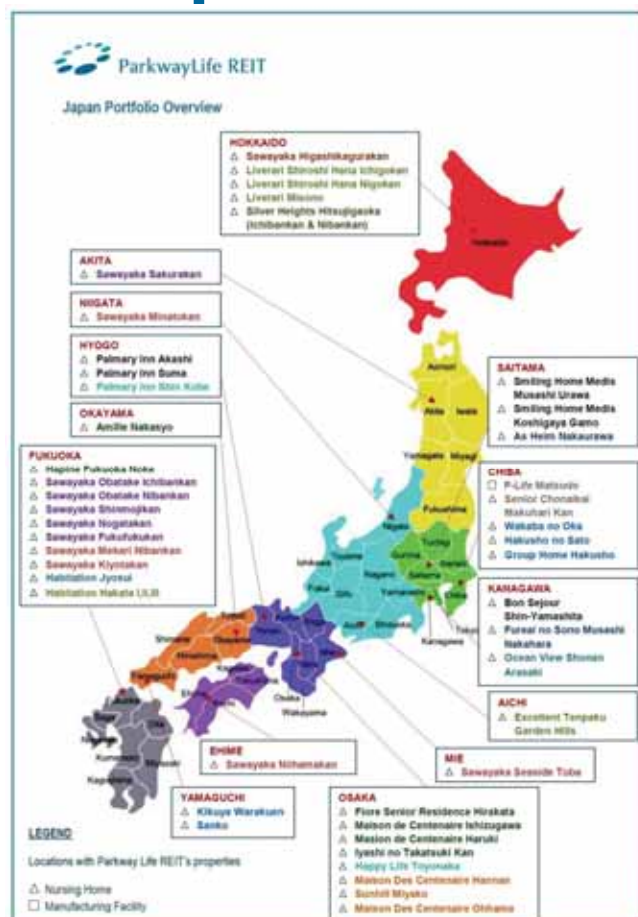 ParkwayLife REIT
Japan Portfolio Overview
HOKKAIDO
△ Sawayaka Higashikagurakan
△ Liverari Shiroishi Hana Ichigokan
△ Liverari Shiroishi Hana Nigokan
△ Liverari Misono
△ Silver Heights Hitsujigaoka
(Ichibankan & Nibankan)
AKITA
△ Sawayaka Sakurakan
NIIGATA
△ Sawayaka Minatokan
HYOGO
△ Palmary Inn Akashi
△ Palmary Inn Suma
△ Palmary Inn Shin Kobe
OKAYAMA
△ Amille Nakasyo
FUKUOKA
△ Hapine Fukuoka Noke
△ Sawayaka Obatake Ichibankan
△ Sawayaka Obatake Nibankan
△ Sawayaka Shinmojikan
△ Sawayaka Nogatakan
△ Sawayaka Fukufukukan
△ Sawayaka Mekari Nibankan
△ Sawayaka Kiyotakan
△ Habitation Jyosui
△ Habitation Hakata I,II,III
SAITAMA
△ Smiling Home Medis
Musashi Urawa
△ Smiling Home Medis
Koshigaya Gamo
△ As Heim Nakaurawa
CHIBA
□ P-Life Matsudo
△ Senior Chonaikai
Makuhari Kan
△ Wakaba no Oka
△ Hakusho no Sato
△ Group Home Hakusho
KANAGAWA
△ Bon Sejour
Shin-Yamashita
△ Fureai no Sono Musashi
Nakahara
△ Ocean View Shonan
Arasaki
AICHI
△ Excellent Tenpaku
Garden Hills
MIE
△ Sawayaka Seaside Toba
EHIME
△ Sawayaka Niihamakan
YAMAGUCHI
△ Kikuya Warakuen
△ Sanko
OSAKA
△ Fiore Senior Residence Hirakata
△ Maison de Centenaire Ishizugawa
△ Maision de Centenaire Haruki
△ Iyashi no Takatsuki Kan
△ Happy Life Toyonaka
△ Maison Des Centenaire Hannan
△ Sunhill Miyako
△ Maison Des Centenaire Ohhama
Hokkaido
Aomori
Akita
Iwate
Yamagata
Miyagi
Fukushima
Niigata
Tochigi
Gunma
Ibaraki
Saitama
Chiba
Tokyo
Kanagawa
Ishikawa
Toyama
Fukui
Gifu
Nagano
Yamanashi
Aichi
Shizuoka
Osaka
Wakayama
Tottori
Shimane
Okayama
Hiroshima
Yamaguchi
Kagawa
Tokushima
Ehime
Kochi
Fukuoka
Saga
Oita
Nagasaki
Kumamoto
Miyazaki
Kagoshima
LEGEND
Locations with Parkway Life REIT's properties
△ Nursing Home
□ Manufacturing Facility